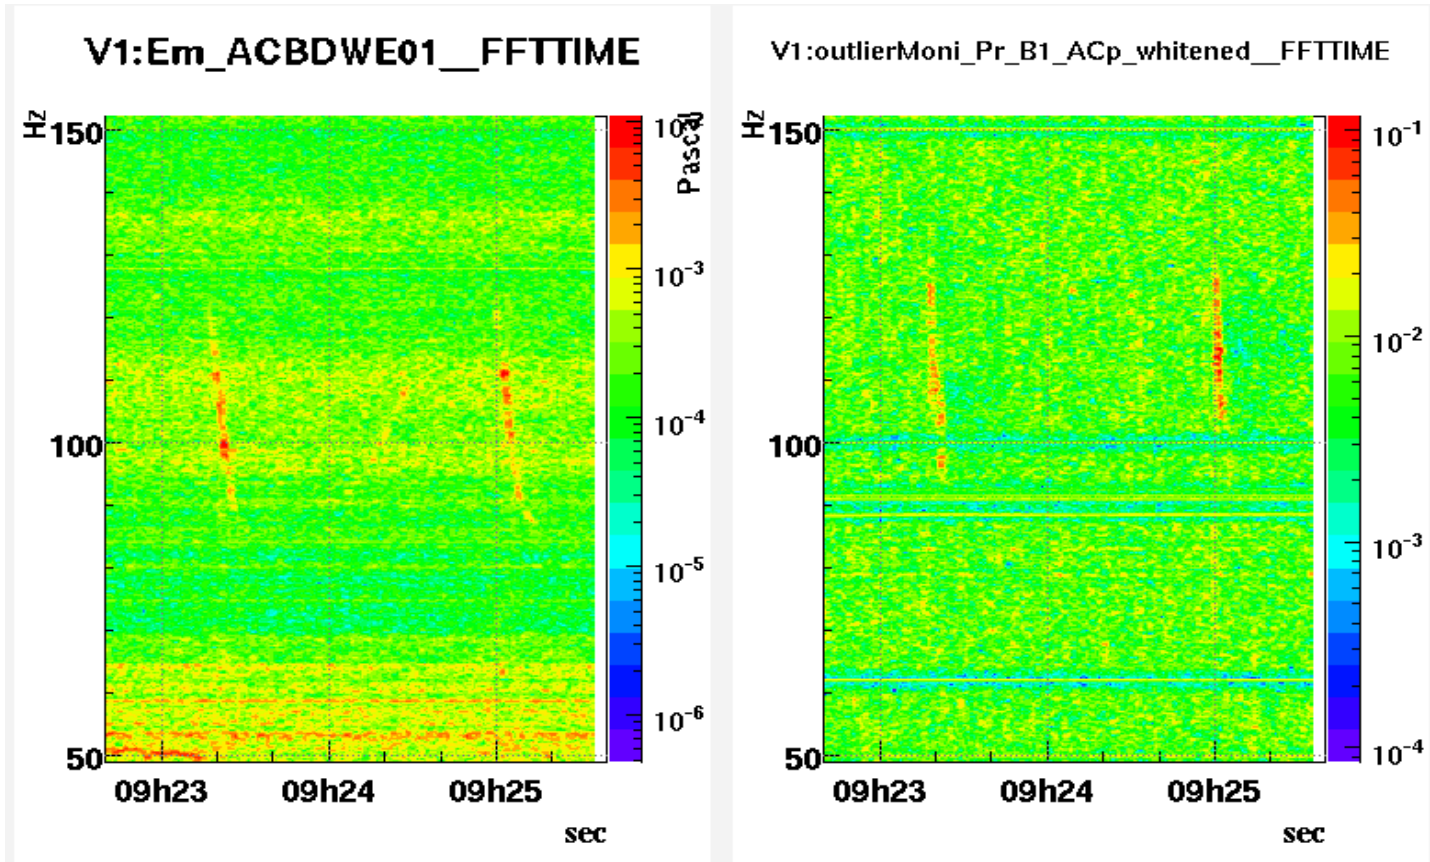 V1:Em_ACBDWE01__FFTTIME
Hz
150
100
50
09h23 09h24 09h25
sec
Pascal
10⁻³
10⁻⁴
10⁻⁵
10⁻⁶
V1:outlierMoni_Pr_B1_ACp_whitened__FFTTIME
Hz
150
100
50
09h23 09h24 09h25
sec
10⁻¹
10⁻²
10⁻³
10⁻⁴